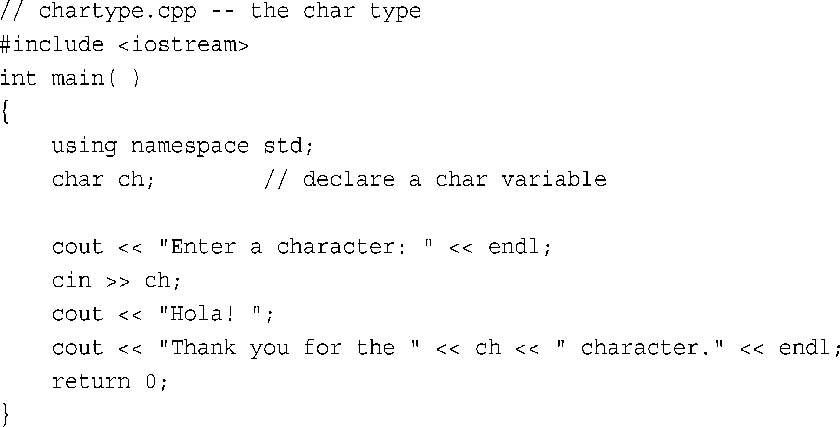 // chartype.cpp -- the char type
#include <iostream>
int main( )
{
    using namespace std;
    char ch;        // declare a char variable

    cout << "Enter a character: " << endl;
    cin >> ch;
    cout << "Hola! ";
    cout << "Thank you for the " << ch << " character." << endl;
    return 0;
}